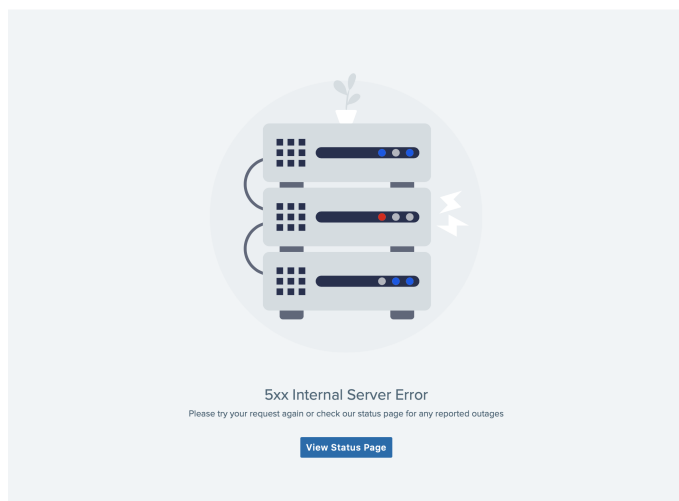 5xx Internal Server Error
Please try your request again or check our status page for any reported outages
View Status Page